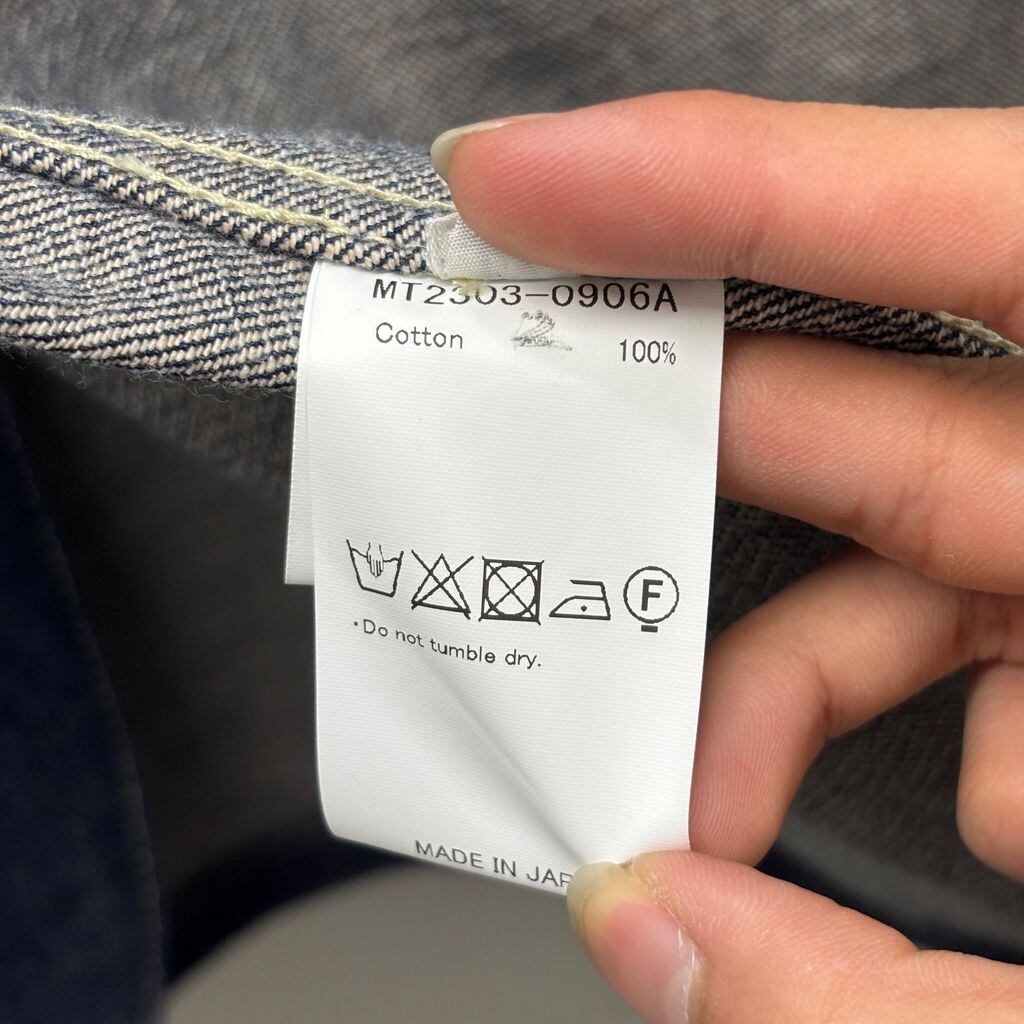 MT2303-0906A
Cotton 100%
F
・Do not tumble dry.
MADE IN JAP